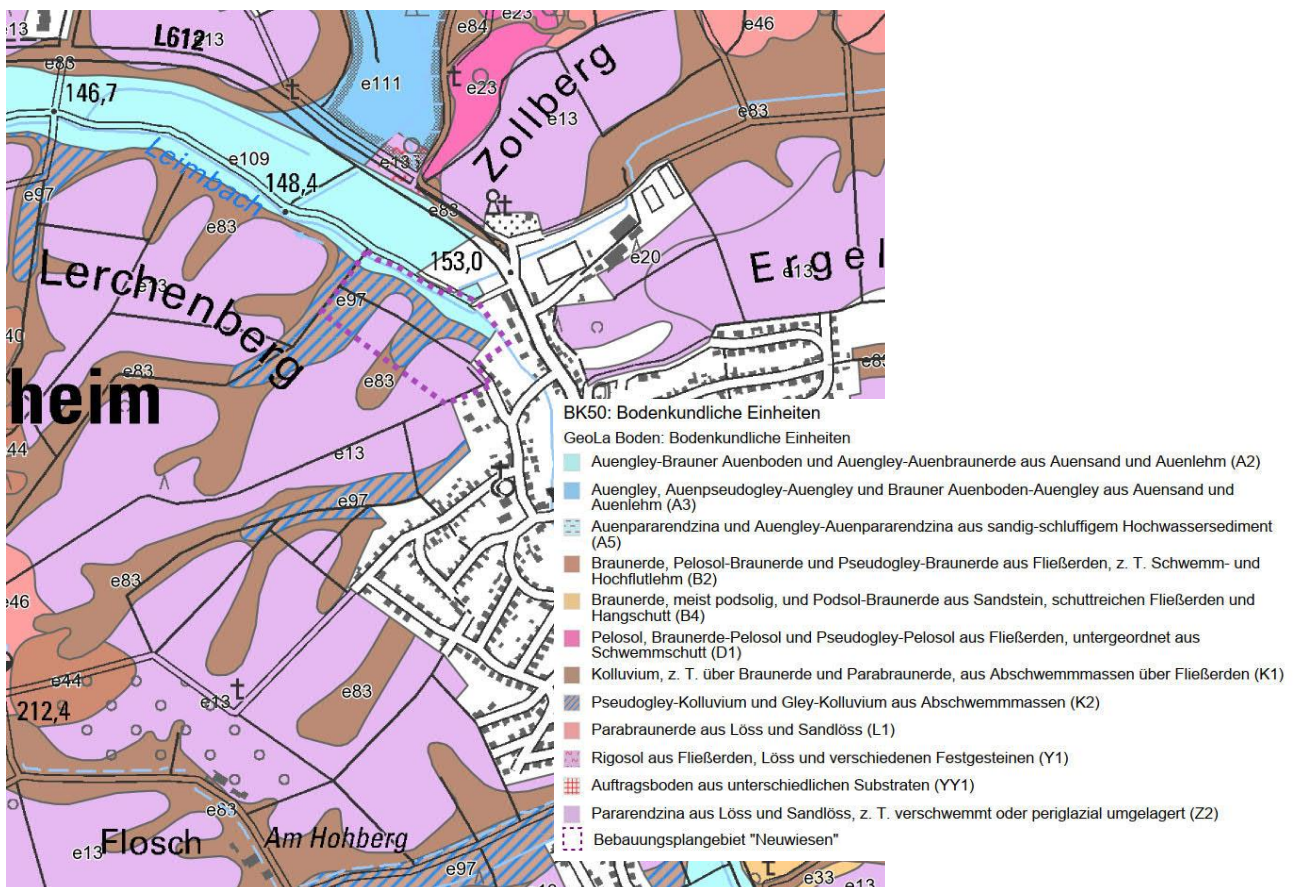 e13
L612
e13
e84
e23
e46
e83
146,7
e111
e23
Zollberg
e13
e83
e109
e13
Leimbach
148,4
e97
e83
e83
153,0
e20
Ergel
e13
Lerchenberg
e13
e97
40
e83
e83
e83
heim
44
e13
e97
e83
e46
e83
e44
e13
212,4
e83
Flosch
e13
Am Hohberg
e97
e33
e13
BK50: Bodenkundliche Einheiten
GeoLa Boden: Bodenkundliche Einheiten
Auengley-Brauner Auenboden und Auengley-Auenbraunerde aus Auensand und Auenlehm (A2)
Auengley, Auenpseudogley-Auengley und Brauner Auenboden-Auengley aus Auensand und
Auenlehm (A3)
Auenpararendzina und Auengley-Auenpararendzina aus sandig-schluffigem Hochwassersediment
(A5)
Braunerde, Pelosol-Braunerde und Pseudogley-Braunerde aus Fließerden, z. T. Schwemm- und
Hochflutlehm (B2)
Braunerde, meist podsolig, und Podsol-Braunerde aus Sandstein, schuttreichen Fließerden und
Hangschutt (B4)
Pelosol, Braunerde-Pelosol und Pseudogley-Pelosol aus Fließerden, untergeordnet aus
Schwemmschutt (D1)
Kolluvium, z. T. über Braunerde und Parabraunerde, aus Abschwemmmassen über Fließerden (K1)
Pseudogley-Kolluvium und Gley-Kolluvium aus Abschwemmmassen (K2)
Parabraunerde aus Löss und Sandlöss (L1)
Rigosol aus Fließerden, Löss und verschiedenen Festgesteinen (Y1)
Auftragsboden aus unterschiedlichen Substraten (YY1)
Pararendzina aus Löss und Sandlöss, z. T. verschwemmt oder periglazial umgelagert (Z2)
Bebauungsplangebiet "Neuwiesen"